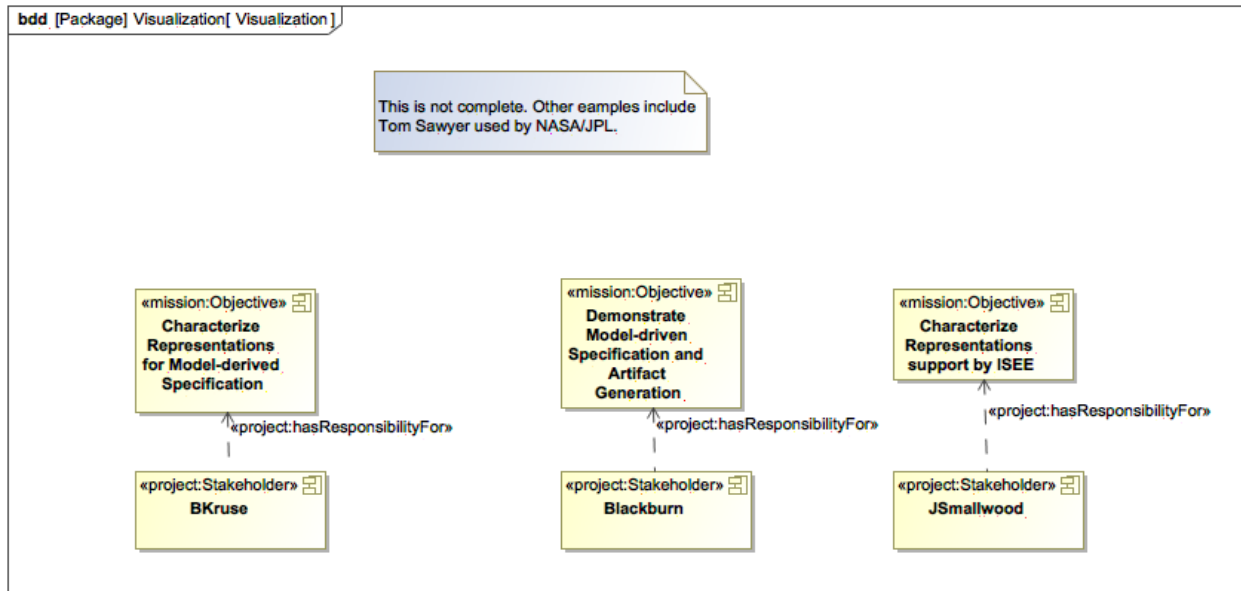 bdd [Package] Visualization[ Visualization ]
This is not complete. Other eamples include
Tom Sawyer used by NASA/JPL.
«mission:Objective»
Characterize
Representations
for Model-derived
Specification
«mission:Objective»
Demonstrate
Model-driven
Specification and
Artifact
Generation
«mission:Objective»
Characterize
Representations
support by ISEE
«project:hasResponsibilityFor»
«project:hasResponsibilityFor»
«project:hasResponsibilityFor»
«project:Stakeholder»
BKruse
«project:Stakeholder»
Blackburn
«project:Stakeholder»
JSmallwood